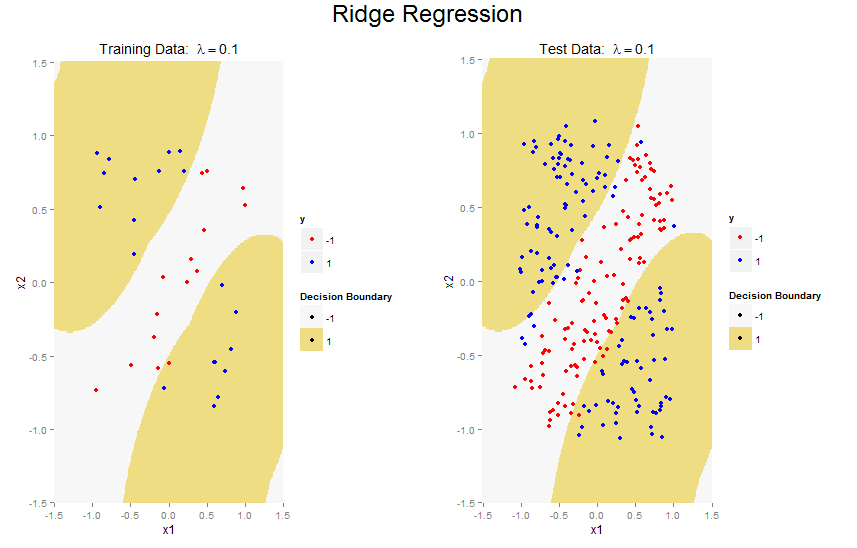 Ridge Regression
Training Data: λ = 0.1
1.5
1.0
0.5
0.0
-0.5
-1.0
-1.5
x2
-1.5 -1.0 -0.5 0.0 0.5 1.0 1.5
x1
y
-1
1
Decision Boundary
-1
1
Test Data: λ = 0.1
1.5
1.0
0.5
0.0
-0.5
-1.0
-1.5
x2
-1.5 -1.0 -0.5 0.0 0.5 1.0 1.5
x1
y
-1
1
Decision Boundary
-1
1